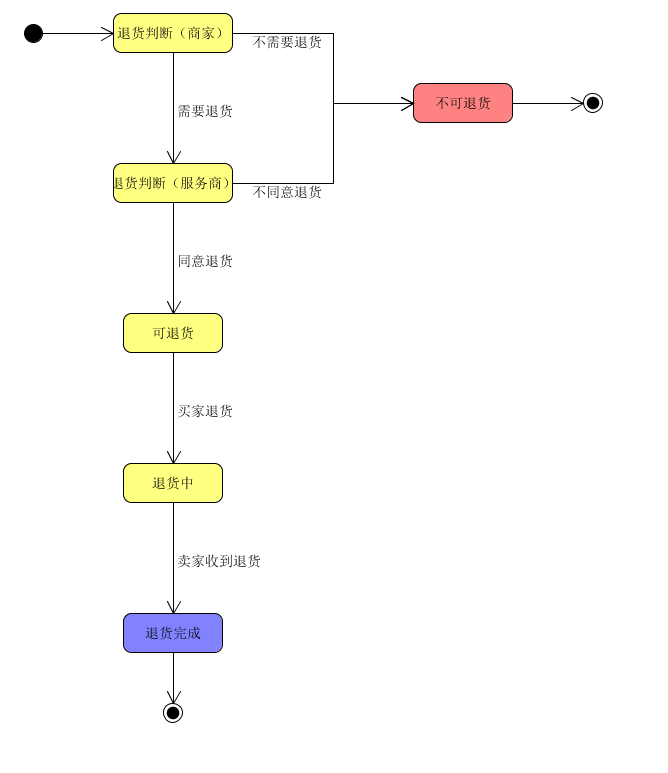 退货判断（商家）
不需要退货
不可退货
需要退货
退货判断（服务商）
不同意退货
同意退货
可退货
买家退货
退货中
卖家收到退货
退货完成